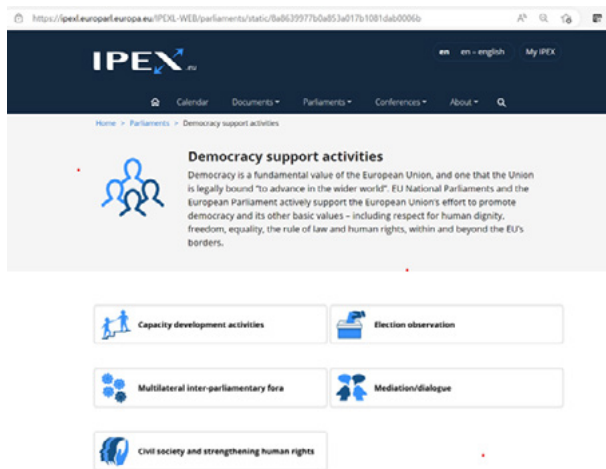 https://ipexl.europarl.europa.eu/IPEXL-WEB/parliaments/static/8a8639977b0a853a017b1081dab0006b
IPEX.eu
en en - english My IPEX
Calendar Documents Parliaments Conferences About
Home > Parliaments > Democracy support activities
Democracy support activities
Democracy is a fundamental value of the European Union, and one that the Union
is legally bound "to advance in the wider world". EU National Parliaments and the
European Parliament actively support the European Union's effort to promote
democracy and its other basic values – including respect for human dignity,
freedom, equality, the rule of law and human rights, within and beyond the EU's
borders.
Capacity development activities
Election observation
Multilateral inter-parliamentary fora
Mediation/dialogue
Civil society and strengthening human rights